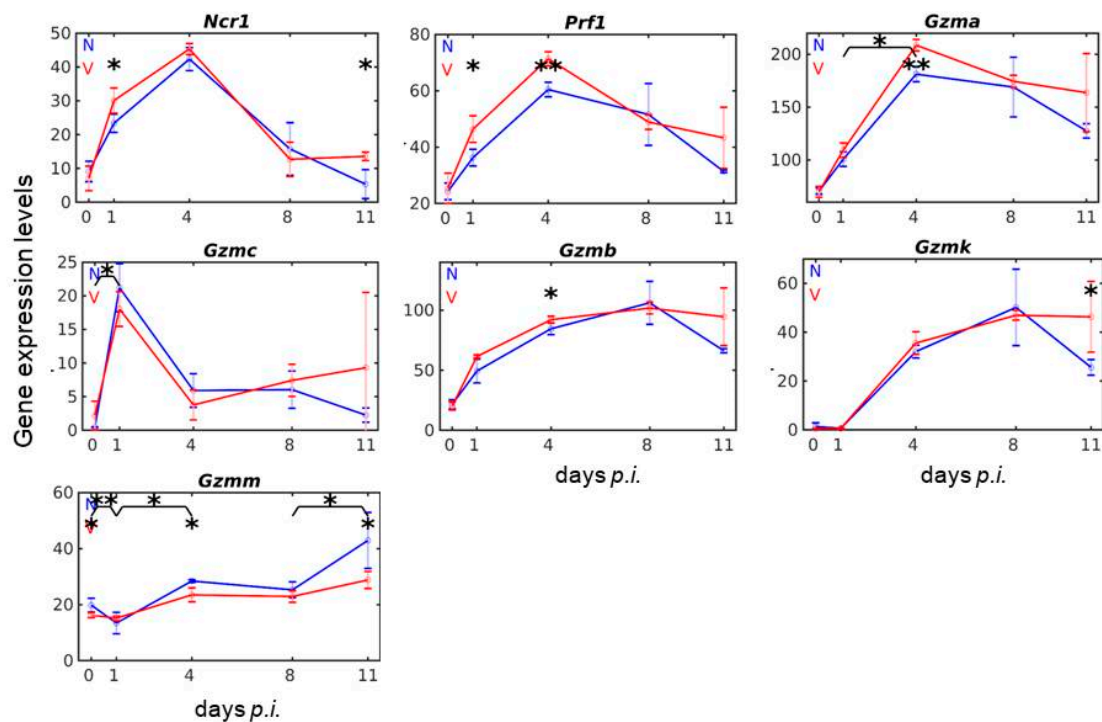 Gene expression levels
Ncr1
50
40
30
20
10
0
N
V
*
*
0 1 4 8 11
Prf1
80
60
40
20
N
V
*
**
0 1 4 8 11
Gzma
200
150
100
N
V
*
**
0 1 4 8 11
Gzmc
25
20
15
10
5
0
N
V
*
0 1 4 8 11
Gzmb
100
50
0
N
V
*
0 1 4 8 11
days p.i.
Gzmk
60
40
20
0
N
V
*
0 1 4 8 11
days p.i.
Gzmm
60
40
20
0
N
V
**
*
*
*
*
*
0 1 4 8 11
days p.i.